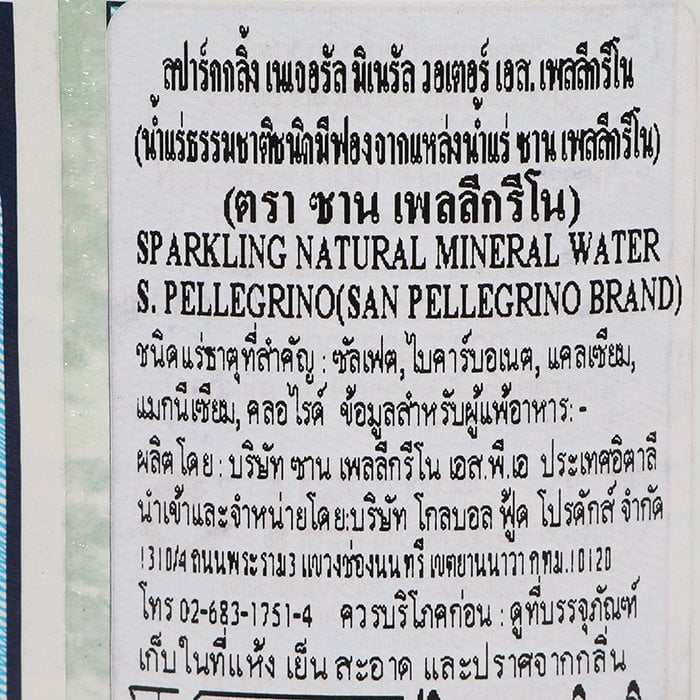 สปาร์กกลิ้ง เนเจอรัล มิเนรัล วอเตอร์ เอส. เพลลีกรีโน
(น้ำแร่ธรรมชาติชนิกมีฟองจากแหล่งน้ำแร่ ซาน เพลลีกรีโน)
(ตรา ซาน เพลลีกรีโน)
SPARKLING NATURAL MINERAL WATER
S. PELLEGRINO(SAN PELLEGRINO BRAND)
ชนิดแร่ธาตุที่สำคัญ : ซัลเฟต, ไบคาร์บอเนต, แคลเซียม,
แมกนีเซียม, คลอไรด์ ข้อมูลสำหรับผู้แพ้อาหาร:-
ผลิตโดย : บริษัท ซาน เพลลีกรีโน เอส.พี.เอ ประเทศอิตาลี
นำเข้าและจำหน่ายโดย:บริษัท โกลบอล ฟู้ด โปรดักส์ จำกัด
1310/4 ถนนพระราม3 แขวงช่องนนทรี เขตยานนาวา กทม.10120
โทร 02-683-1751-4 ควรบริโภคก่อน : ดูที่บรรจุภัณฑ์
เก็บในที่แห้ง เย็น สะอาด และปราศจากกลิ่น